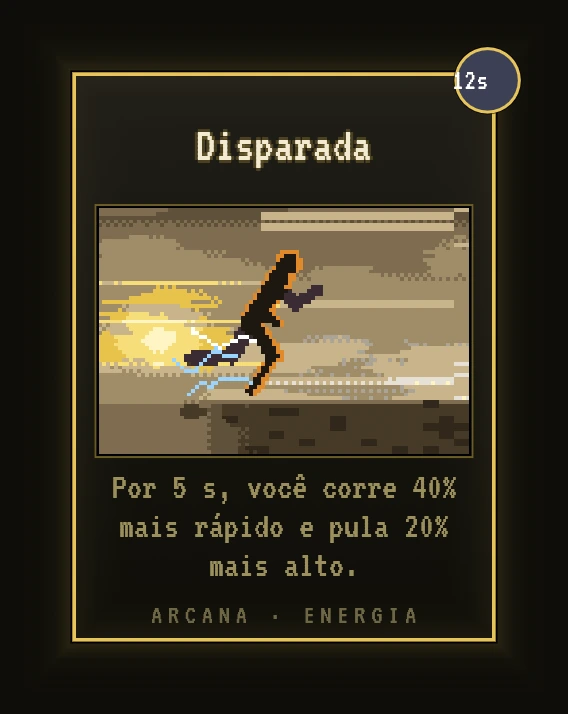 12s
Disparada
Por 5 s, você corre 40%
mais rápido e pula 20%
mais alto.
ARCANA · ENERGIA